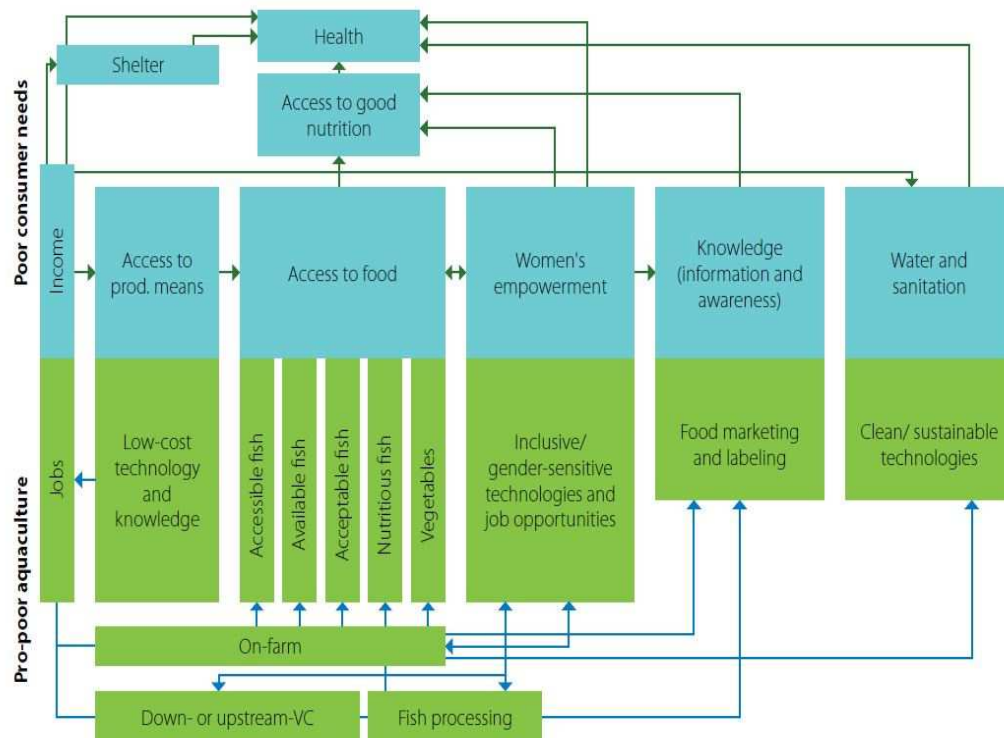 Poor consumer needs
Health
Shelter
Access to good
nutrition
Income
Access to
prod. means
Access to food
Women's
empowerment
Knowledge
(information and
awareness)
Water and
sanitation
Pro-poor aquaculture
Jobs
Low-cost
technology
and
knowledge
Accessible fish
Available fish
Acceptable fish
Nutritious fish
Vegetables
Inclusive/
gender-sensitive
technologies and
job opportunities
Food marketing
and labeling
Clean/ sustainable
technologies
On-farm
Down- or upstream-VC
Fish processing